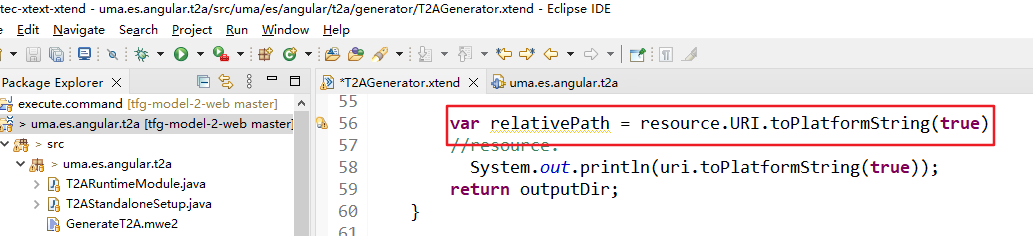 tec-xtext-xtend - uma.es.angular.t2a/src/uma/es/angular/t2a/generator/T2AGenerator.xtend - Eclipse IDE
Edit Navigate Search Project Run Window Help
Package Explorer
*T2AGenerator.xtend
uma.es.angular.t2a
execute.command [tfg-model-2-web master]
> uma.es.angular.t2a [tfg-model-2-web master]
> src
uma.es.angular.t2a
T2ARuntimeModule.java
T2AStandaloneSetup.java
GenerateT2A.mwe2
55
56 var relativePath = resource.URI.toPlatformString(true)
57 //resource.
58 System.out.println(uri.toPlatformString(true));
59 return outputDir;
60 }
61